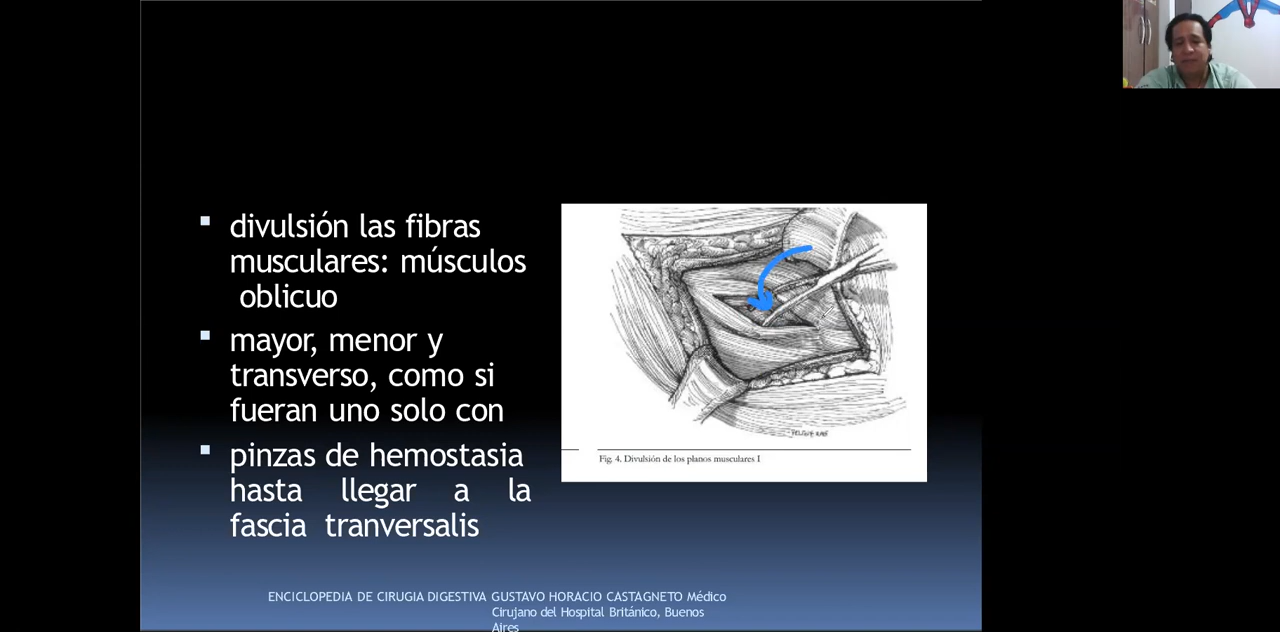 divulsión las fibras
musculares: músculos
oblicuo
mayor, menor y
transverso, como si
fueran uno solo con
pinzas de hemostasia
hasta llegar a la
fascia tranversalis
Fig. 4. Divulsión de los planos musculares I
ENCICLOPEDIA DE CIRUGIA DIGESTIVA GUSTAVO HORACIO CASTAGNETO Médico
Cirujano del Hospital Británico, Buenos
Aires